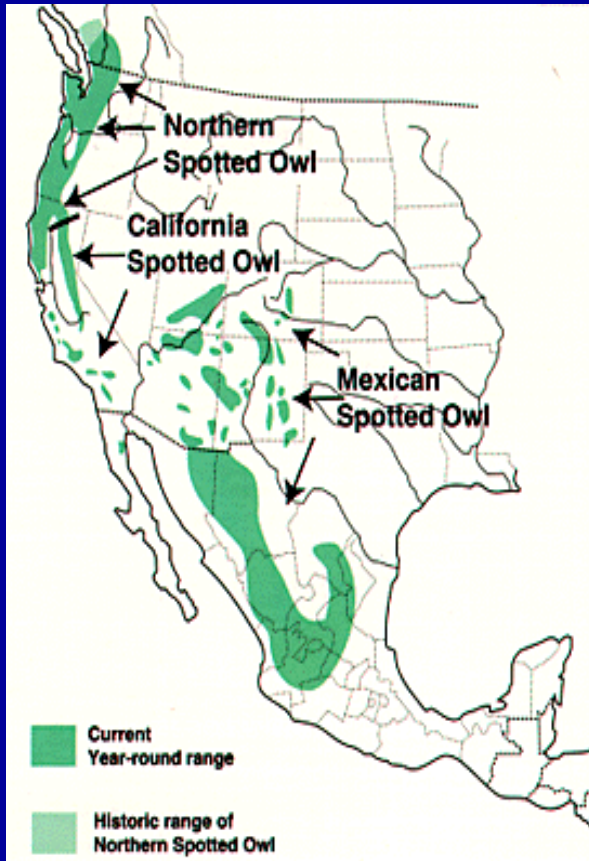 Northern
Spotted Owl
California
Spotted Owl
Mexican
Spotted Owl
Current
Year-round range
Historic range of
Northern Spotted Owl